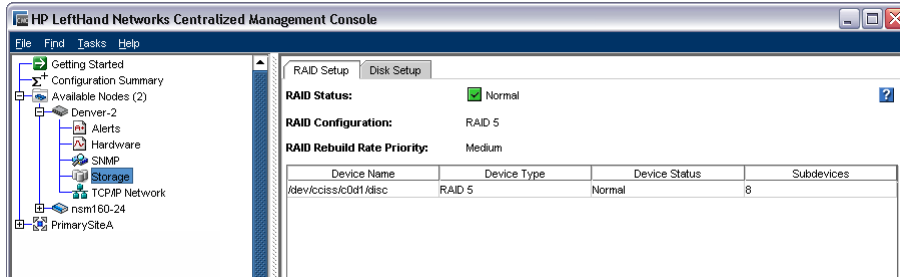 CMC HP LeftHand Networks Centralized Management Console
File Find Tasks Help
Getting Started
Configuration Summary
Available Nodes (2)
Denver-2
Alerts
Hardware
SNMP
Storage
TCP/IP Network
nsm160-24
PrimarySiteA
RAID Setup Disk Setup
RAID Status: Normal
RAID Configuration: RAID 5
RAID Rebuild Rate Priority: Medium
Device Name Device Type Device Status Subdevices
/dev/cciss/c0d1/disc RAID 5 Normal 8